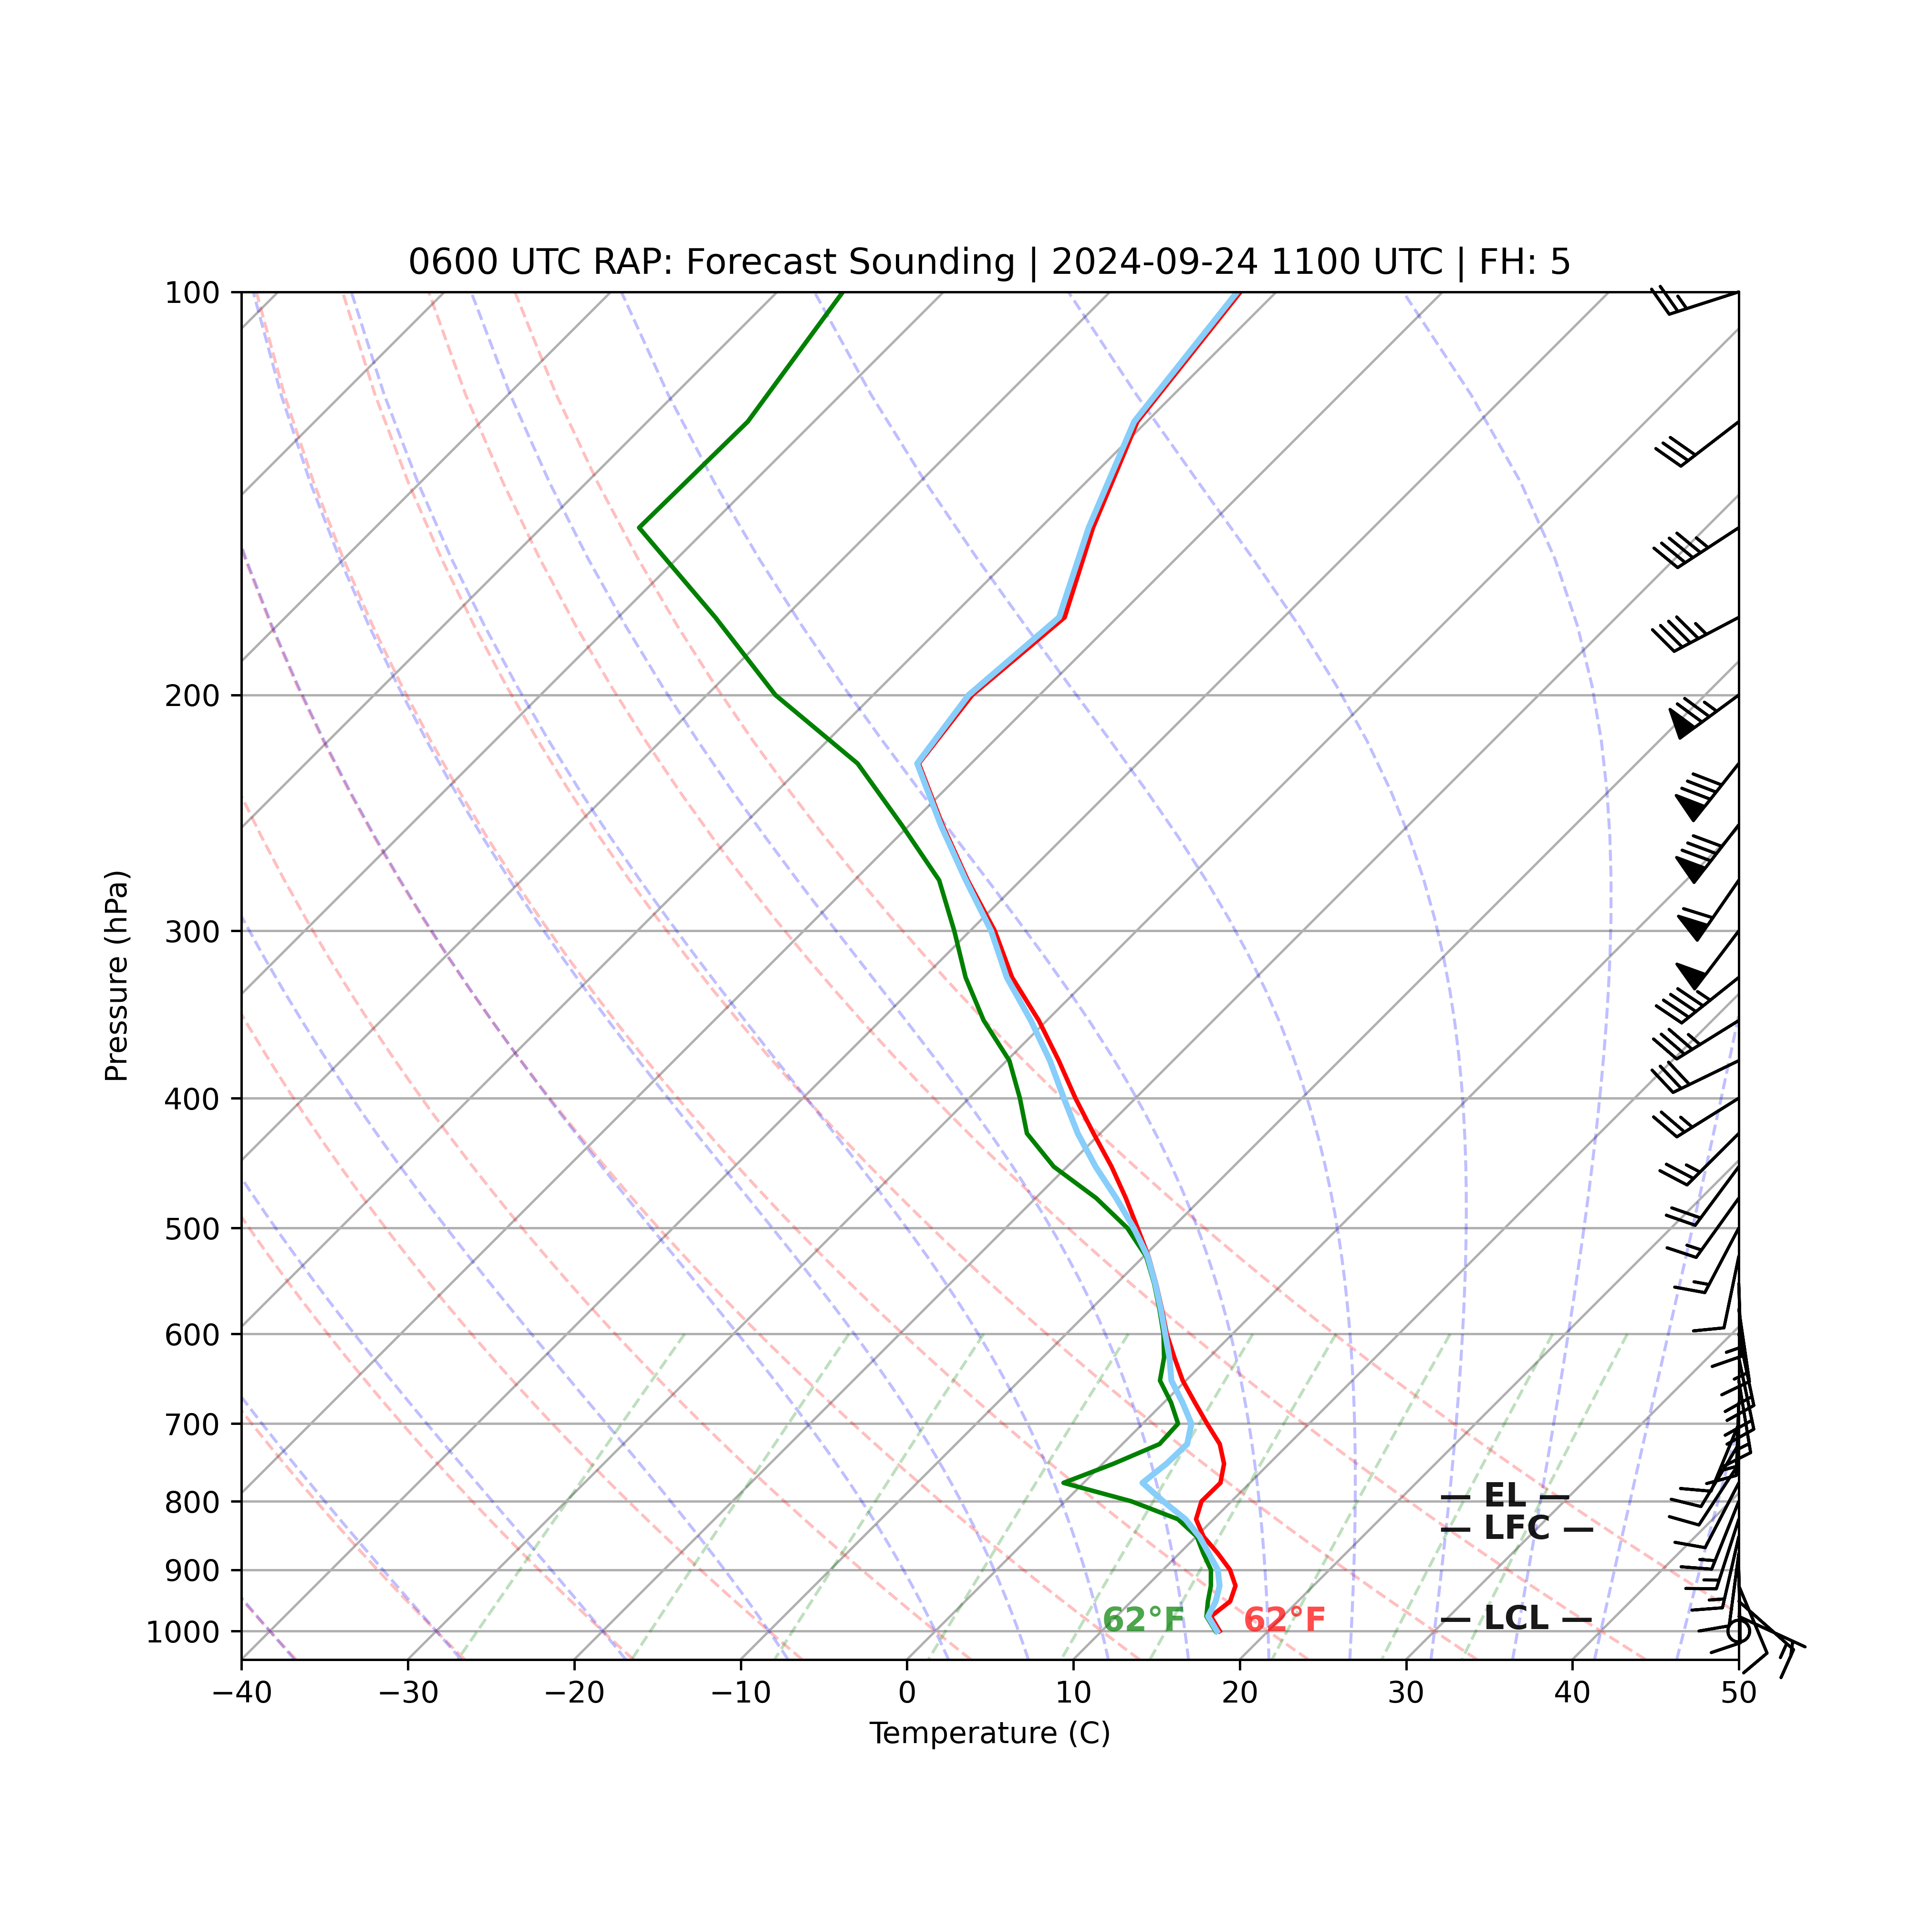 0600 UTC RAP: Forecast Sounding | 2024-09-24 1100 UTC | FH: 5
100
200
300
400
500
600
700
800
900
1000
Pressure (hPa)
— EL —
— LFC —
— LCL —
62°F 62°F
−40 −30 −20 −10 0 10 20 30 40 50
Temperature (C)